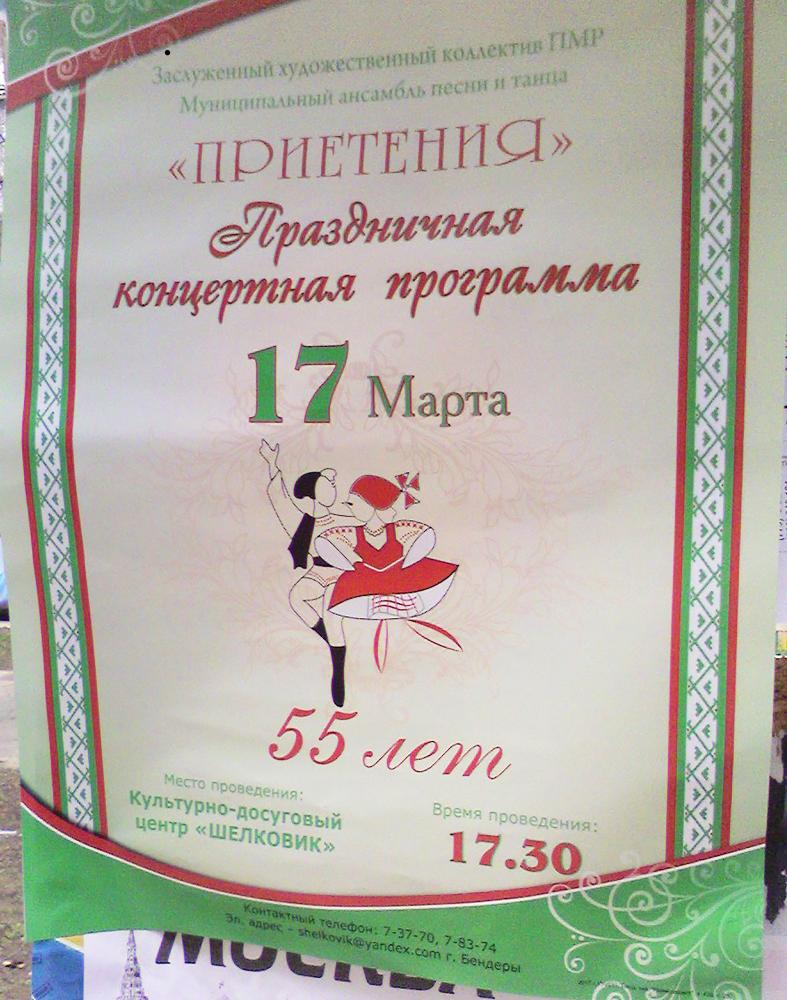 Заслуженный художественный коллектив ПМР
Муниципальный ансамбль песни и танца
«ПРИЕТЕНИЯ»
Праздничная
концертная программа
17 Марта
55 лет
Место проведения:
Культурно-досуговый
центр «ШЕЛКОВИК»
Время проведения:
17.30
Контактный телефон: 7-37-70, 7-83-74
Эл. адрес - shelkovik@yandex.com г. Бендеры
МОСКВА